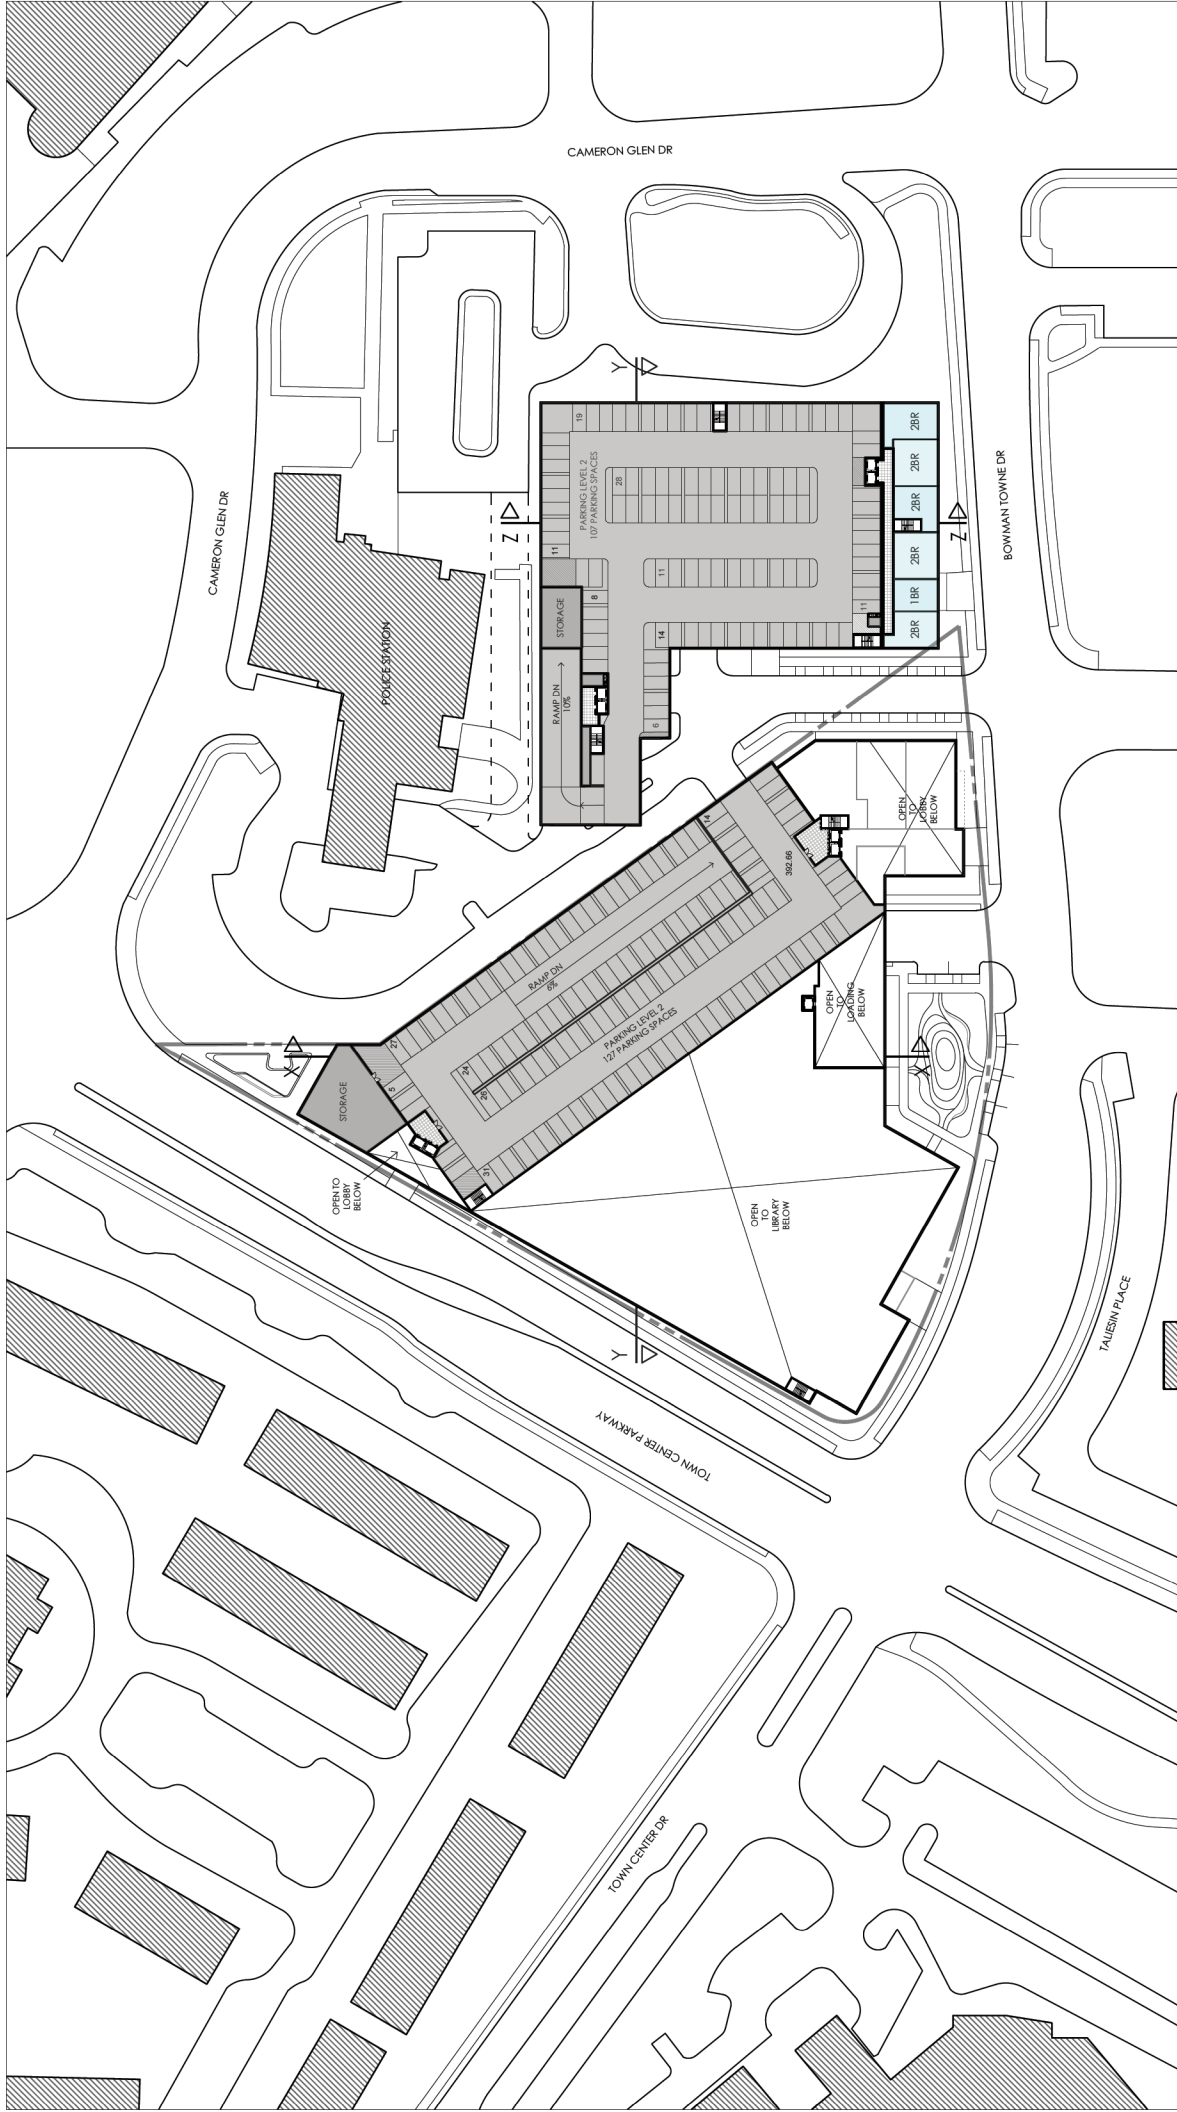 CAMERON GLEN DR
CAMERON GLEN DR
POLICE STATION
BOWMAN TOWNE DR
TALIESIN PLACE
TOWN CENTER PARKWAY
TOWN CENTER DR
Y
Z
Z
X
X
Y
PARKING LEVEL 2
107 PARKING SPACES
19
28
11
11
8
14
11
6
STORAGE
RAMP DN
10%
2BR
2BR
2BR
2BR
1BR
2BR
PARKING LEVEL 2
127 PARKING SPACES
RAMP DN
6%
14
27
5
24
26
31
392.66
STORAGE
OPEN TO
LOBBY
BELOW
OPEN
TO
LOBBY
BELOW
OPEN
TO
LOADING
BELOW
OPEN
TO
LIBRARY
BELOW